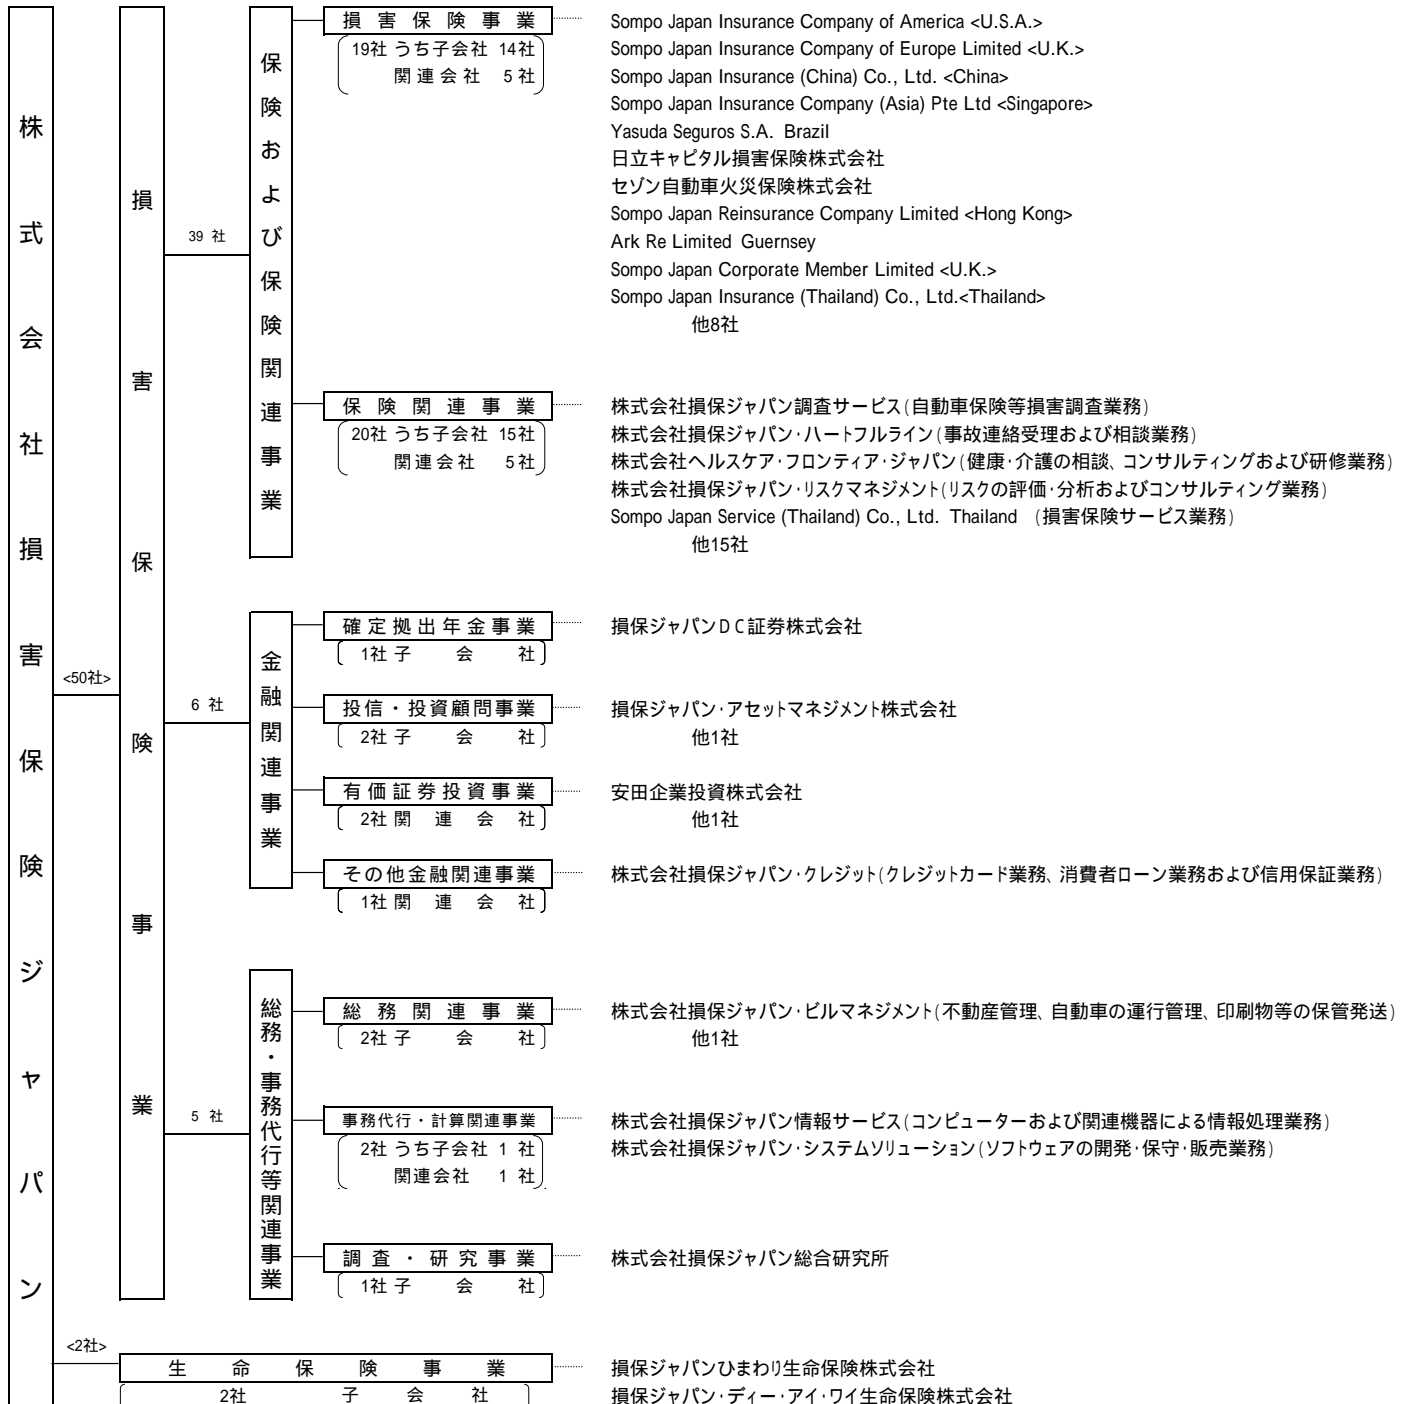 株式会社損害保険ジャパン
<50社>
損害保険事業
39 社
保険および保険関連事業
損害保険事業
19社 うち子会社 14社
関連会社 5社
Sompo Japan Insurance Company of America <U.S.A.>
Sompo Japan Insurance Company of Europe Limited <U.K.>
Sompo Japan Insurance (China) Co., Ltd. <China>
Sompo Japan Insurance Company (Asia) Pte Ltd <Singapore>
Yasuda Seguros S.A. Brazil
日立キャピタル損害保険株式会社
セゾン自動車火災保険株式会社
Sompo Japan Reinsurance Company Limited <Hong Kong>
Ark Re Limited Guernsey
Sompo Japan Corporate Member Limited <U.K.>
Sompo Japan Insurance (Thailand) Co., Ltd.<Thailand>
他8社
保険関連事業
20社 うち子会社 15社
関連会社 5社
株式会社損保ジャパン調査サービス(自動車保険等損害調査業務)
株式会社損保ジャパン・ハートフルライン(事故連絡受理および相談業務)
株式会社ヘルスケア・フロンティア・ジャパン(健康・介護の相談、コンサルティングおよび研修業務)
株式会社損保ジャパン・リスクマネジメント(リスクの評価・分析およびコンサルティング業務)
Sompo Japan Service (Thailand) Co., Ltd. Thailand (損害保険サービス業務)
他15社
6 社
金融関連事業
確定拠出年金事業
1社 子会社
損保ジャパンDC証券株式会社
投信・投資顧問事業
2社 子会社
損保ジャパン・アセットマネジメント株式会社
他1社
有価証券投資事業
2社 関連会社
安田企業投資株式会社
他1社
その他金融関連事業
1社 関連会社
株式会社損保ジャパン・クレジット(クレジットカード業務、消費者ローン業務および信用保証業務)
5 社
総務・事務代行等関連事業
総務関連事業
2社 子会社
株式会社損保ジャパン・ビルマネジメント(不動産管理、自動車の運行管理、印刷物等の保管発送)
他1社
事務代行・計算関連事業
2社 うち子会社 1 社
関連会社 1 社
株式会社損保ジャパン情報サービス(コンピューターおよび関連機器による情報処理業務)
株式会社損保ジャパン・システムソリューション(ソフトウェアの開発・保守・販売業務)
調査・研究事業
1社 子会社
株式会社損保ジャパン総合研究所
<2社>
生命保険事業
2社 子会社
損保ジャパンひまわり生命保険株式会社
損保ジャパン・ディー・アイ・ワイ生命保険株式会社